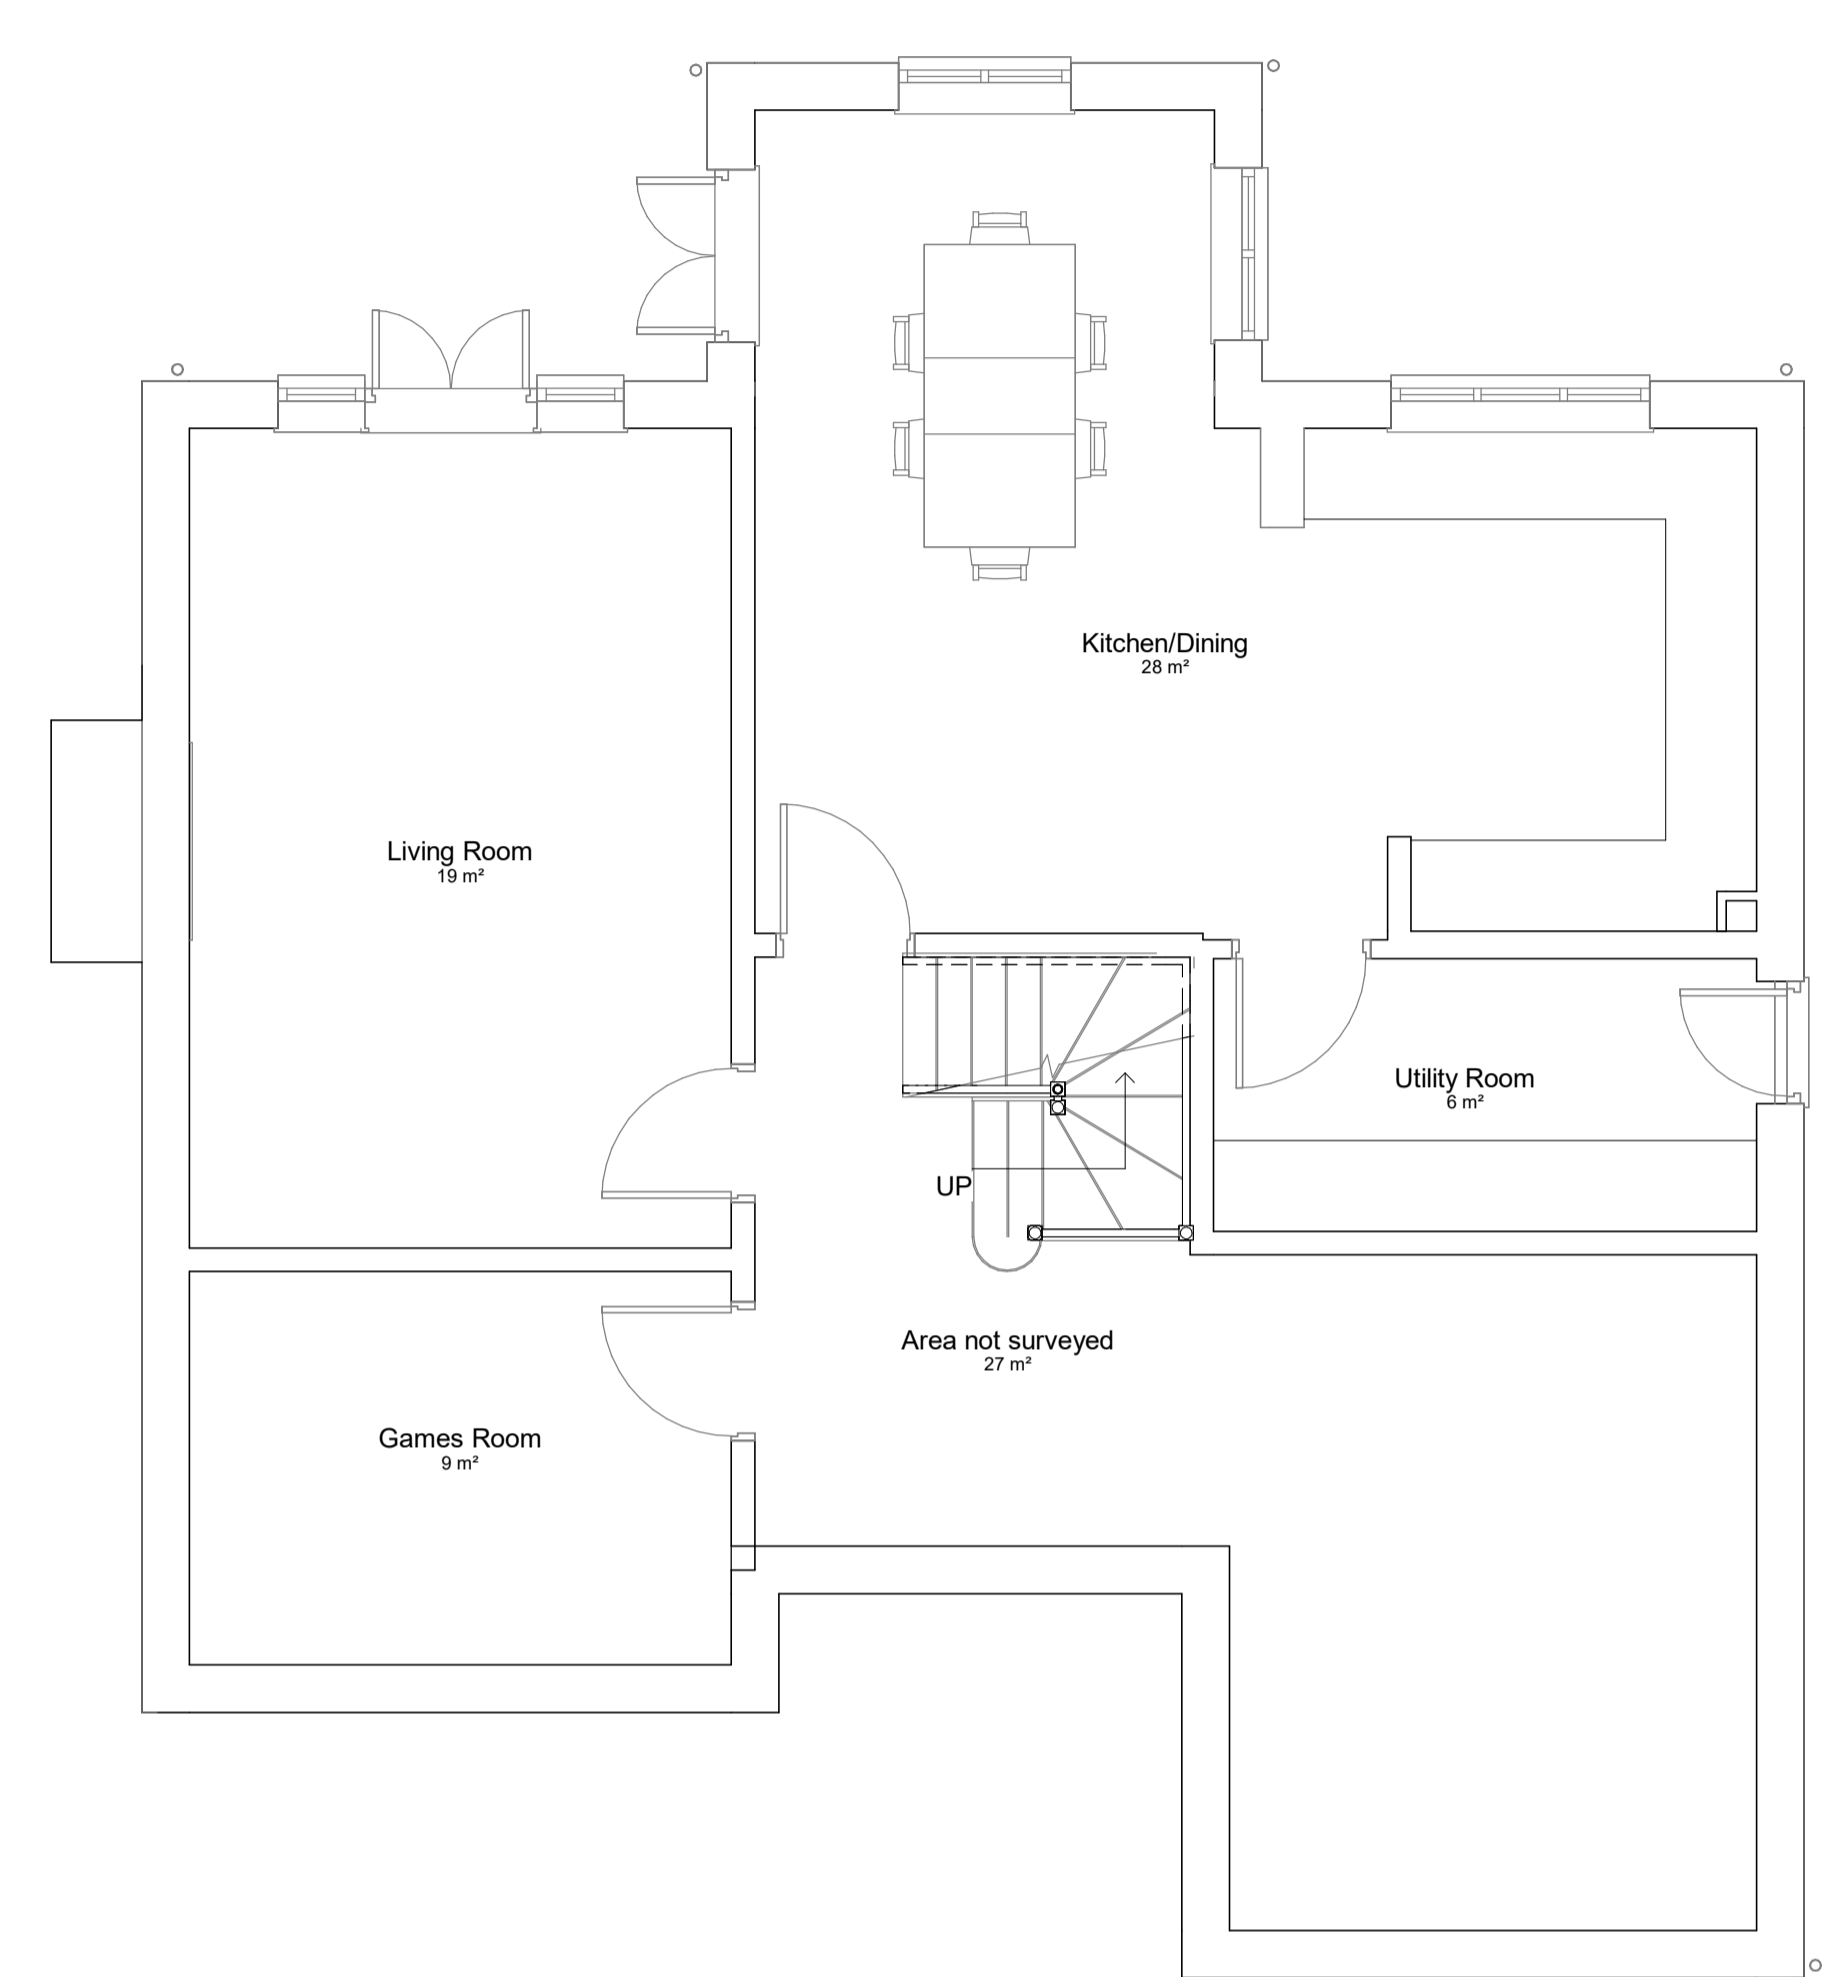 Kitchen/Dining
28 m²
Living Room
19 m²
Utility Room
6 m²
UP
Area not surveyed
27 m²
Games Room
9 m²